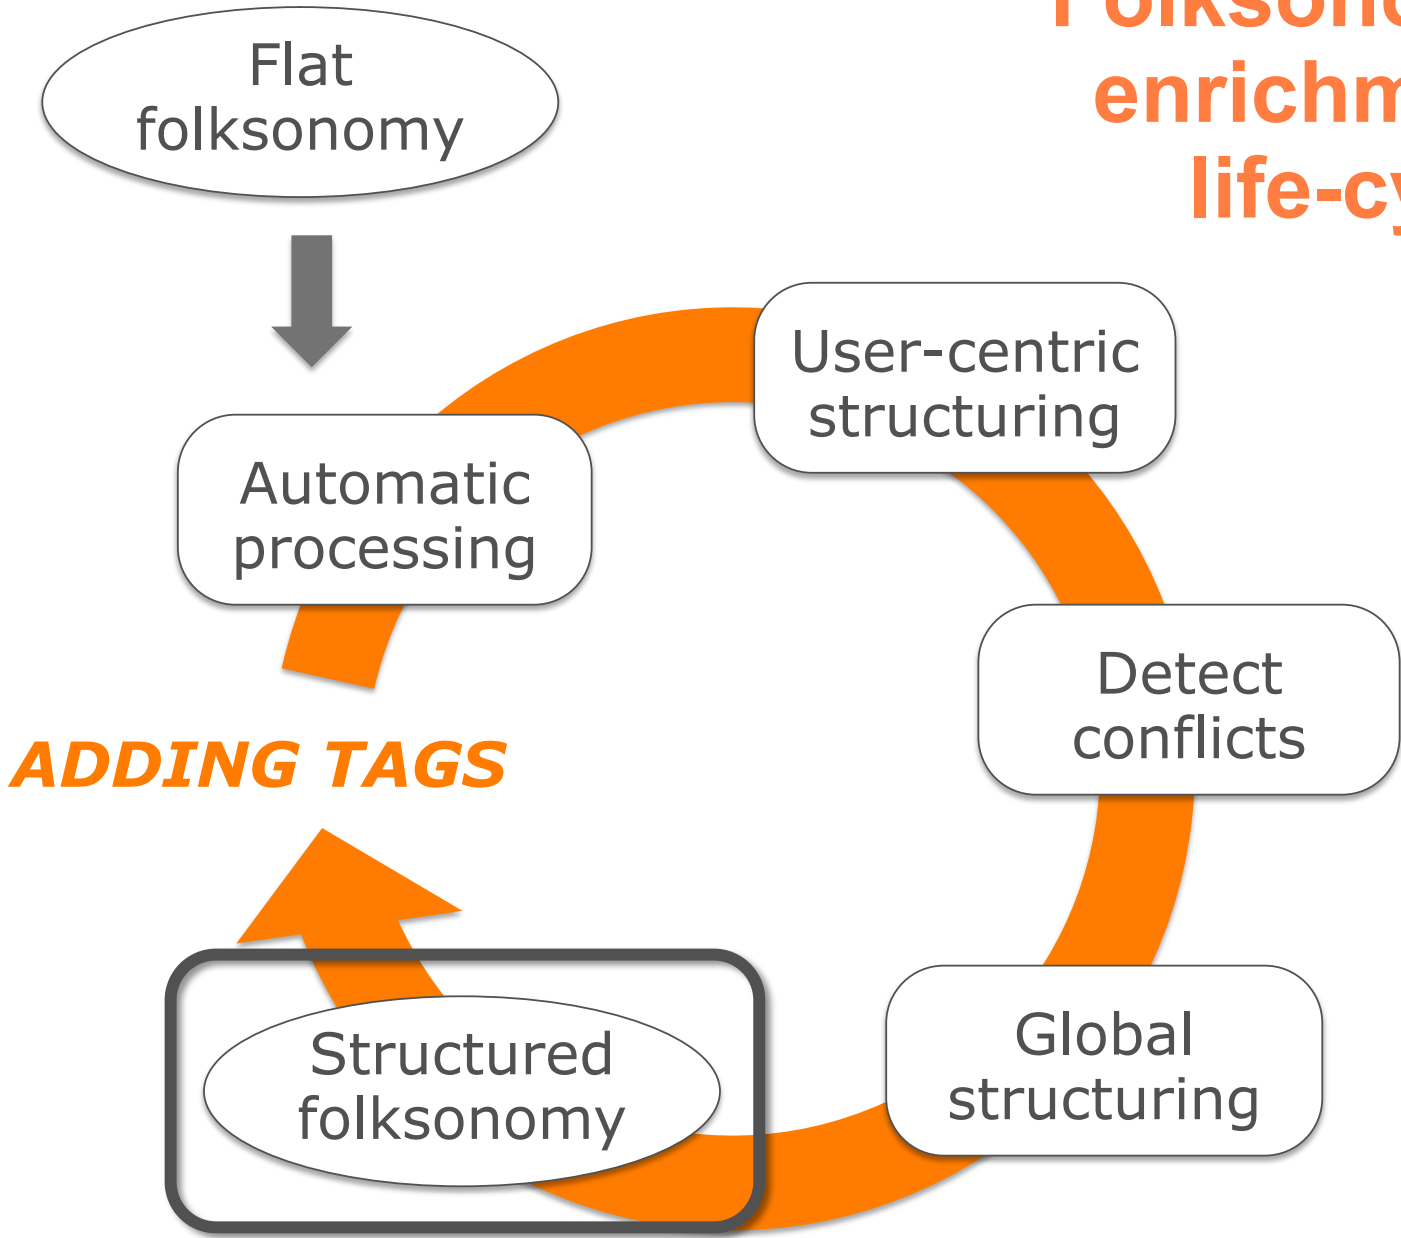 Flat
folksonomy
enrichm
life-cy
User-centric
structuring
Automatic
processing
Detect
conflicts
ADDING TAGS
Global
structuring
Structured
folksonomy